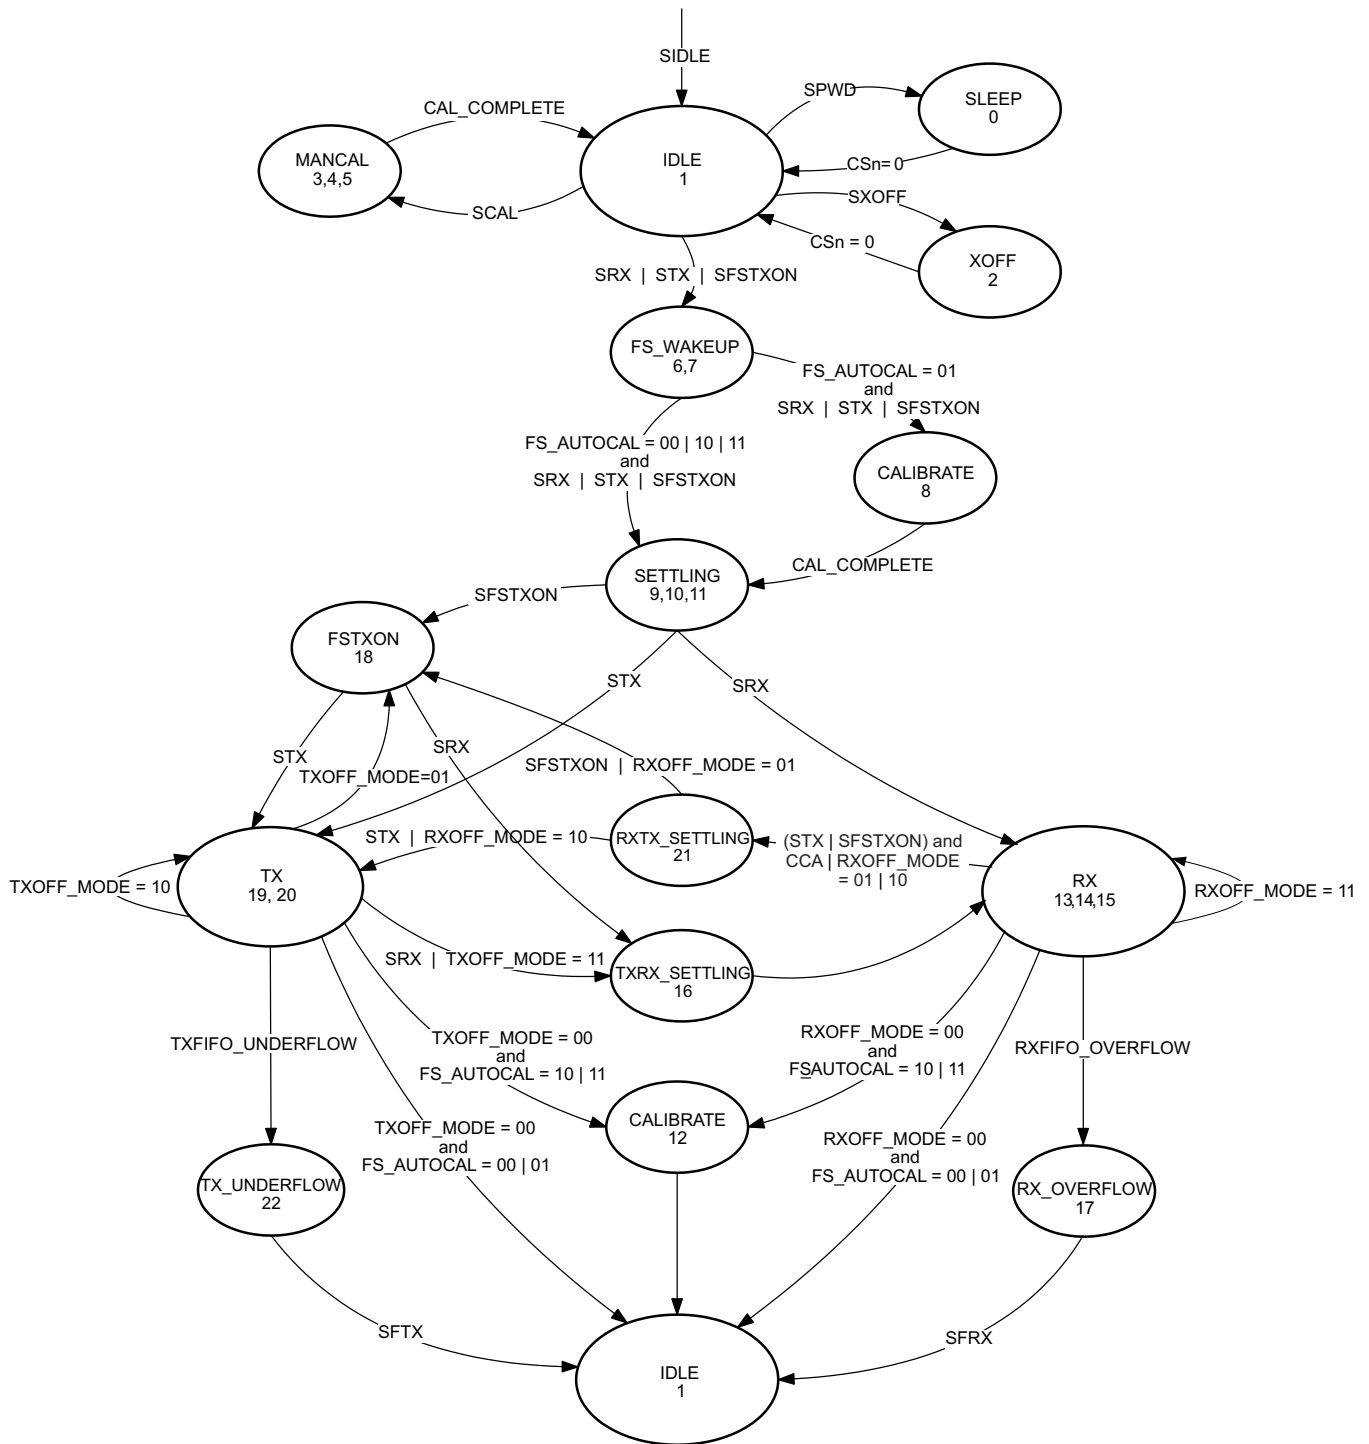 SIDLE
SPWD
SLEEP
0
CAL_COMPLETE
MANCAL
3,4,5
IDLE
1
CSn= 0
SXOFF
SCAL
CSn = 0
XOFF
2
SRX | STX | SFSTXON
FS_WAKEUP
6,7
FS_AUTOCAL = 01
and
SRX | STX | SFSTXON
FS_AUTOCAL = 00 | 10 | 11
and
SRX | STX | SFSTXON
CALIBRATE
8
CAL_COMPLETE
SETTLING
9,10,11
SFSTXON
FSTXON
18
STX
SRX
STX
SRX
TXOFF_MODE=01
SFSTXON | RXOFF_MODE = 01
STX | RXOFF_MODE = 10
RXTX_SETTLING
21
(STX | SFSTXON) and
CCA | RXOFF_MODE
= 01 | 10
TXOFF_MODE = 10
TX
19, 20
RX
13,14,15
RXOFF_MODE = 11
SRX | TXOFF_MODE = 11
TXRX_SETTLING
16
TXFIFO_UNDERFLOW
TXOFF_MODE = 00
and
FS_AUTOCAL = 10 | 11
RXOFF_MODE = 00
and
FS_AUTOCAL = 10 | 11
RXFIFO_OVERFLOW
TXOFF_MODE = 00
and
FS_AUTOCAL = 00 | 01
CALIBRATE
12
RXOFF_MODE = 00
and
FS_AUTOCAL = 00 | 01
TX_UNDERFLOW
22
RX_OVERFLOW
17
SFTX
SFRX
IDLE
1